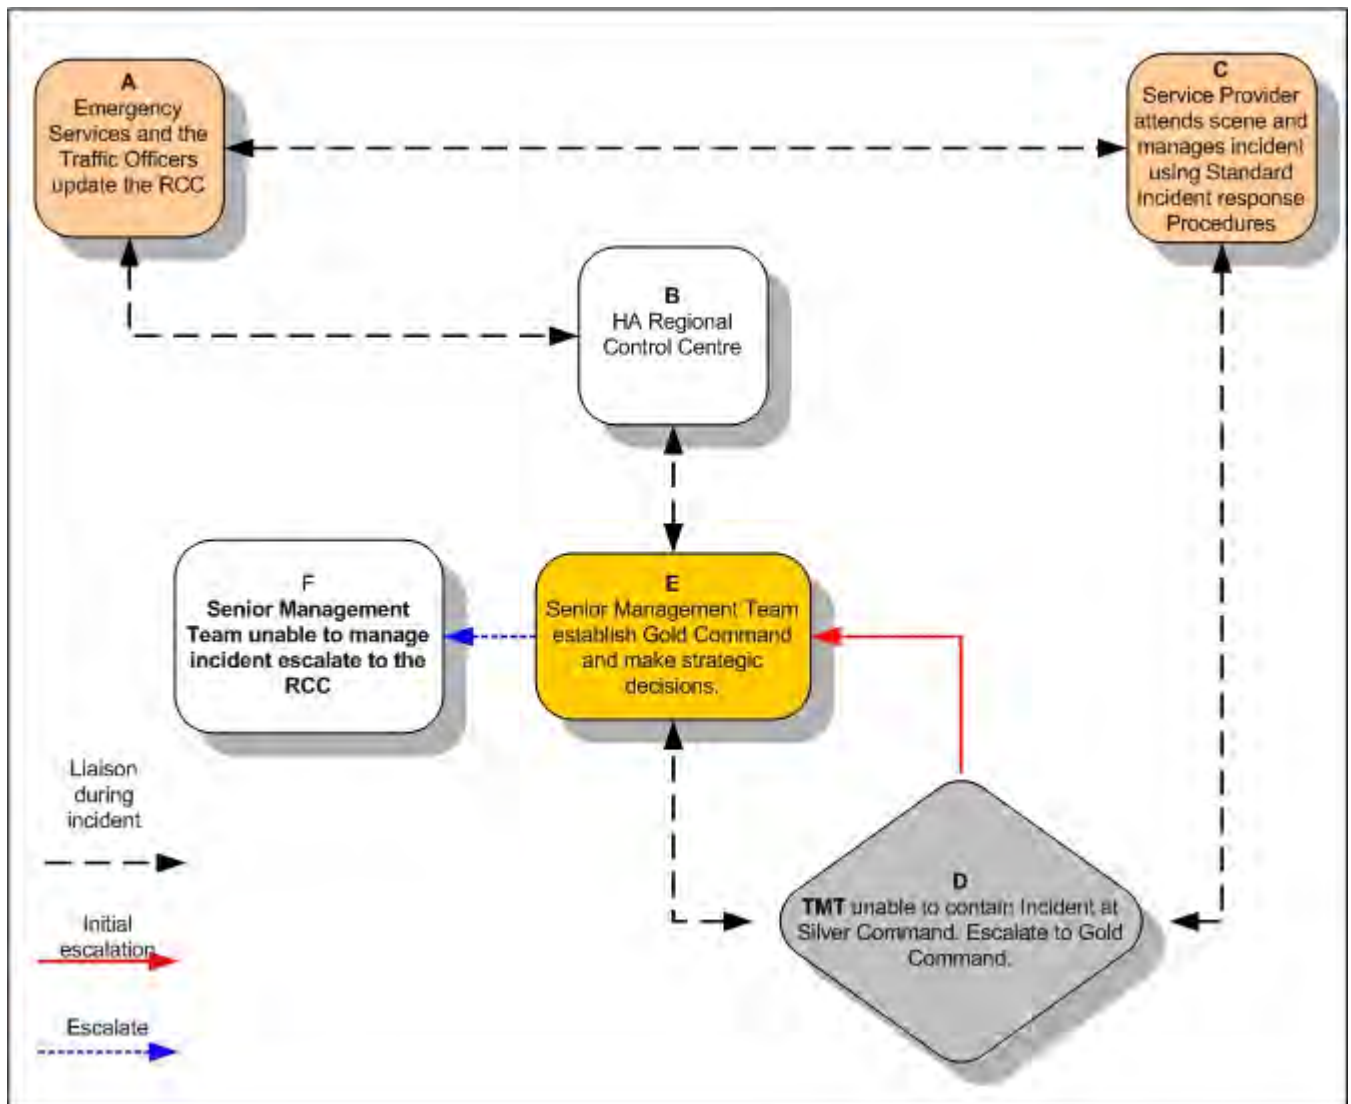 A
Emergency
Services and the
Traffic Officers
update the RCC
C
Service Provider
attends scene and
manages incident
using Standard
Incident response
Procedures
B
HA Regional
Control Centre
F
Senior Management
Team unable to manage
incident escalate to the
RCC
E
Senior Management Team
establish Gold Command
and make strategic
decisions.
Liaison
during
incident
D
TMT unable to contain Incident at
Silver Command. Escalate to Gold
Command.
Initial
escalation
Escalate